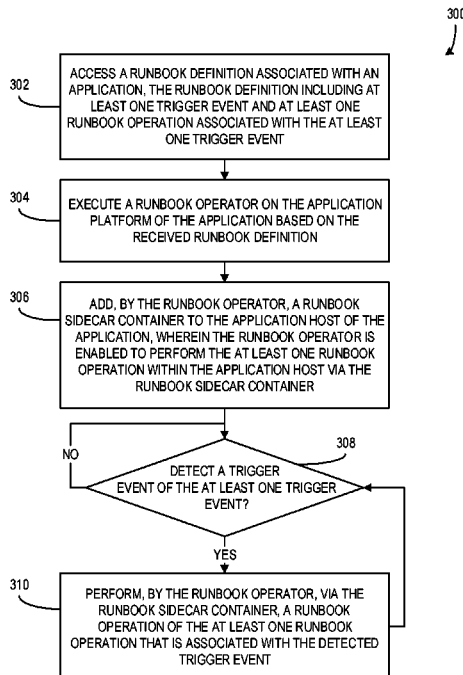 300
302
ACCESS A RUNBOOK DEFINITION ASSOCIATED WITH AN
APPLICATION, THE RUNBOOK DEFINITION INCLUDING AT
LEAST ONE TRIGGER EVENT AND AT LEAST ONE
RUNBOOK OPERATION ASSOCIATED WITH THE AT LEAST
ONE TRIGGER EVENT
304
EXECUTE A RUNBOOK OPERATOR ON THE APPLICATION
PLATFORM OF THE APPLICATION BASED ON THE
RECEIVED RUNBOOK DEFINITION
306
ADD, BY THE RUNBOOK OPERATOR, A RUNBOOK
SIDECAR CONTAINER TO THE APPLICATION HOST OF THE
APPLICATION, WHEREIN THE RUNBOOK OPERATOR IS
ENABLED TO PERFORM THE AT LEAST ONE RUNBOOK
OPERATION WITHIN THE APPLICATION HOST VIA THE
RUNBOOK SIDECAR CONTAINER
308
NO
DETECT A TRIGGER
EVENT OF THE AT LEAST ONE TRIGGER
EVENT?
YES
310
PERFORM, BY THE RUNBOOK OPERATOR, VIA THE
RUNBOOK SIDECAR CONTAINER, A RUNBOOK
OPERATION OF THE AT LEAST ONE RUNBOOK
OPERATION THAT IS ASSOCIATED WITH THE DETECTED
TRIGGER EVENT